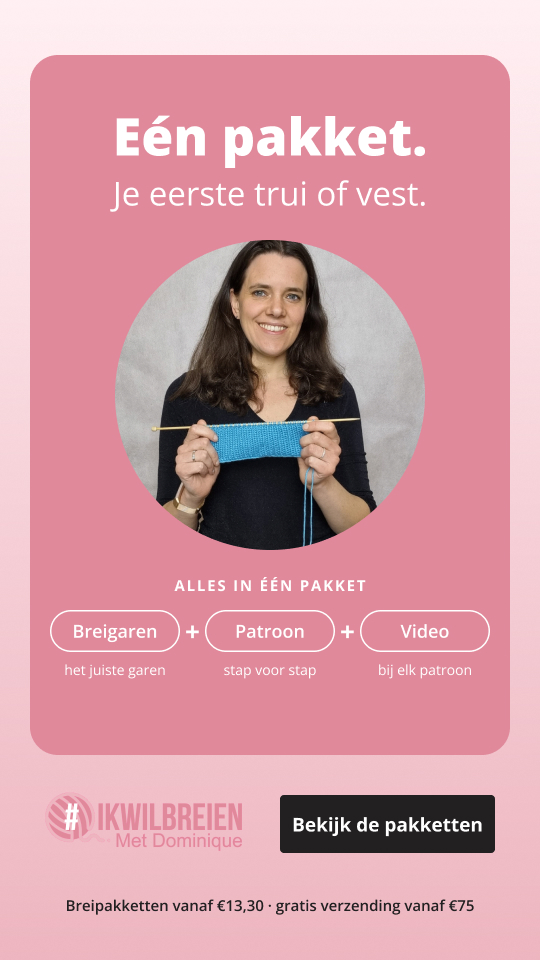 Eén pakket.
Je eerste trui of vest.
ALLES IN ÉÉN PAKKET
Breigaren + Patroon + Video
het juiste garen stap voor stap bij elk patroon
# IKWILBREIEN
Met Dominique
Bekijk de pakketten
Breipakketten vanaf €13,30 · gratis verzending vanaf €75